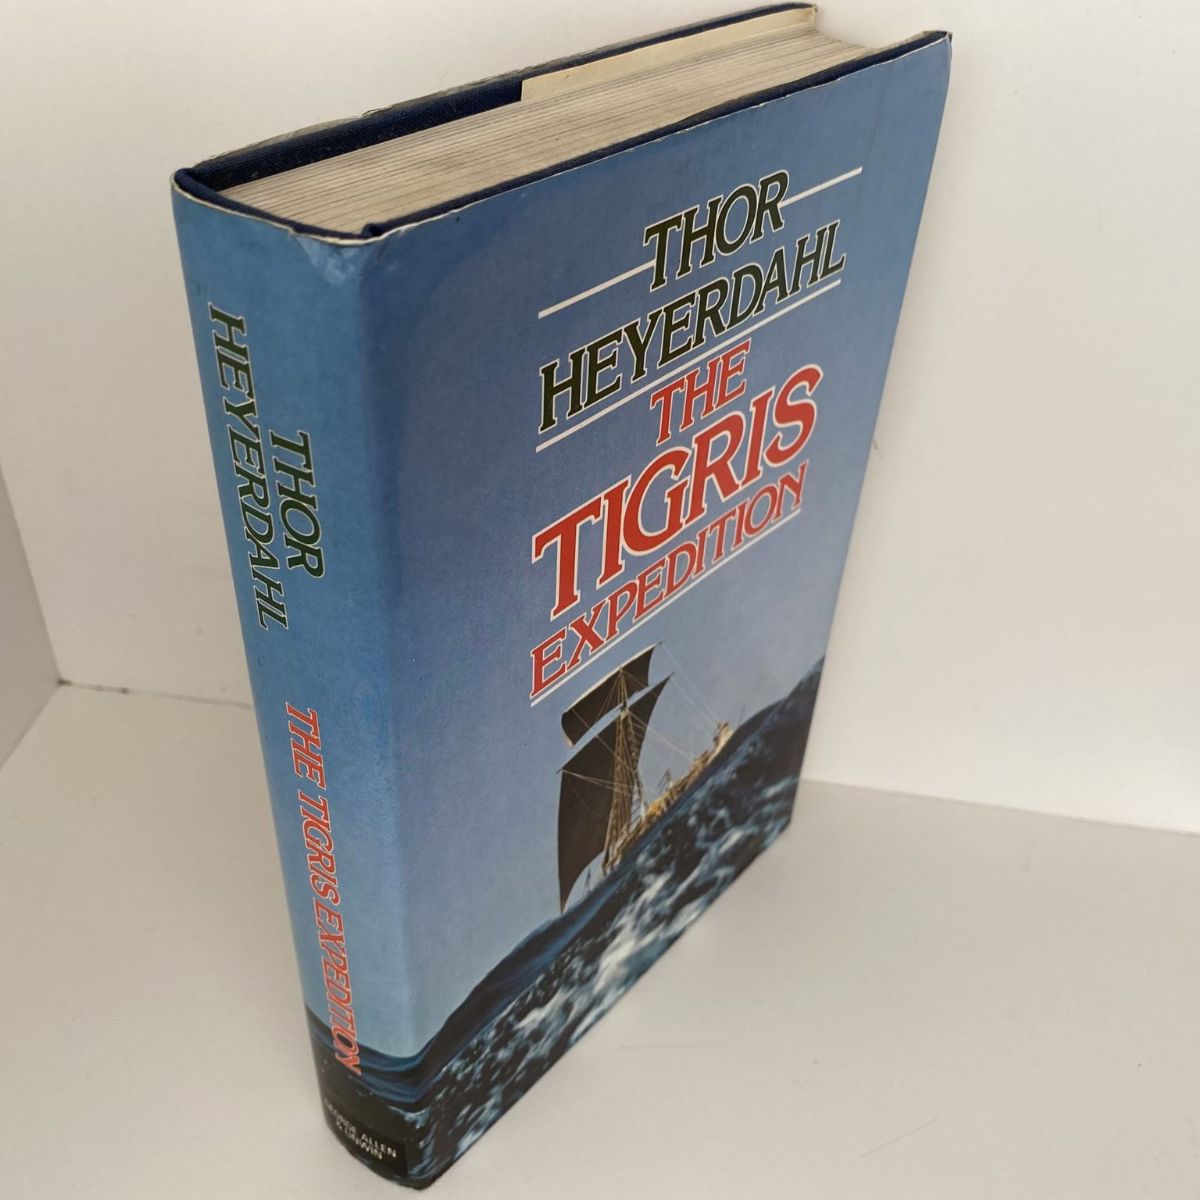 THOR
HEYERDAHL
THE
TIGRIS
EXPEDITION
THOR
HEYERDAHL
THE TIGRIS EXPEDITION
GEORGE ALLEN
& UNWIN